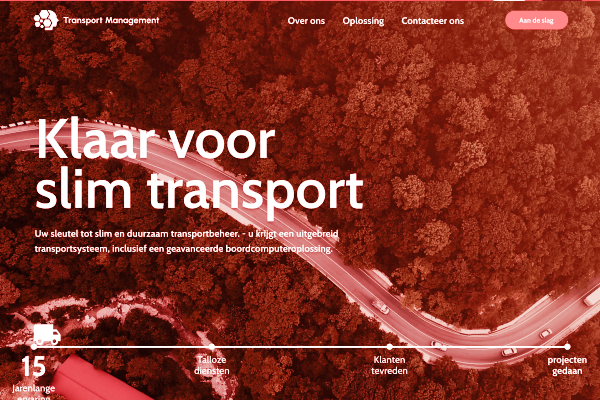 Transport Management
Over ons
Oplossing
Contacteer ons
Aan de slag
Klaar voor
slim transport
Uw sleutel tot slim en duurzaam transportbeheer. - u krijgt een uitgebreid
transportsysteem, inclusief een geavanceerde boordcomputeroplossing.
15
Jarenlange
ervaring
Talloze
diensten
Klanten
tevreden
projecten
gedaan